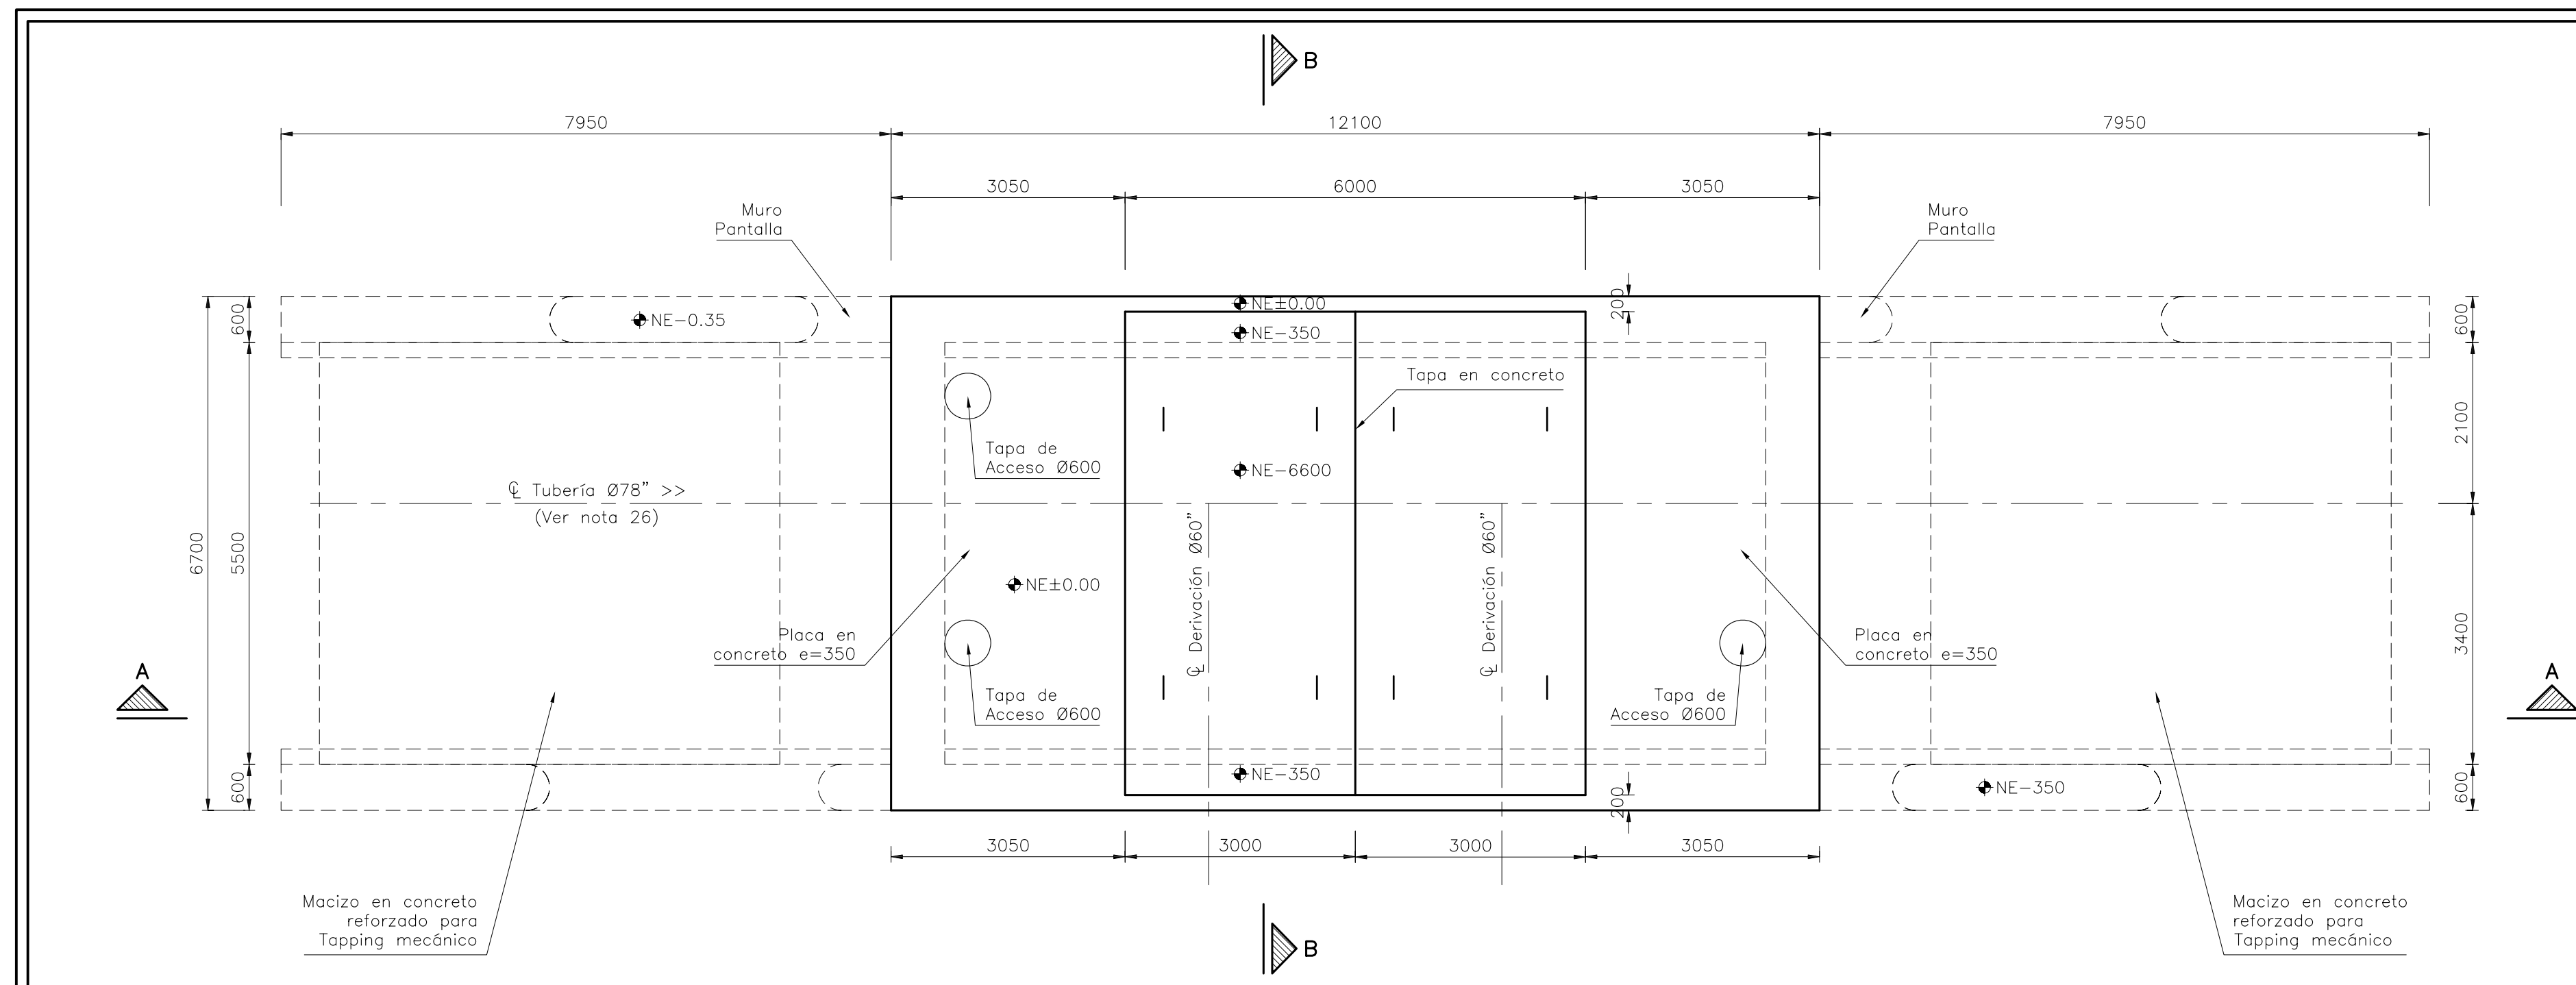 B
7950
12100
7950
3050
6000
3050
Muro
Pantalla
Muro
Pantalla
NE±0.00
200
NE-0.35
NE-350
600
600
Tapa en concreto
2100
Tapa de
Acceso Ø600
NE-6600
℄ Tubería Ø78" >>
(Ver nota 26)
6700
5500
℄ Derivación Ø60"
℄ Derivación Ø60"
NE±0.00
Placa en
concreto e=350
Placa en
concreto e=350
3400
A
A
Tapa de
Acceso Ø600
Tapa de
Acceso Ø600
NE-350
600
200
NE-350
600
3050
3000
3000
3050
Macizo en concreto
reforzado para
Tapping mecánico
Macizo en concreto
reforzado para
Tapping mecánico
B